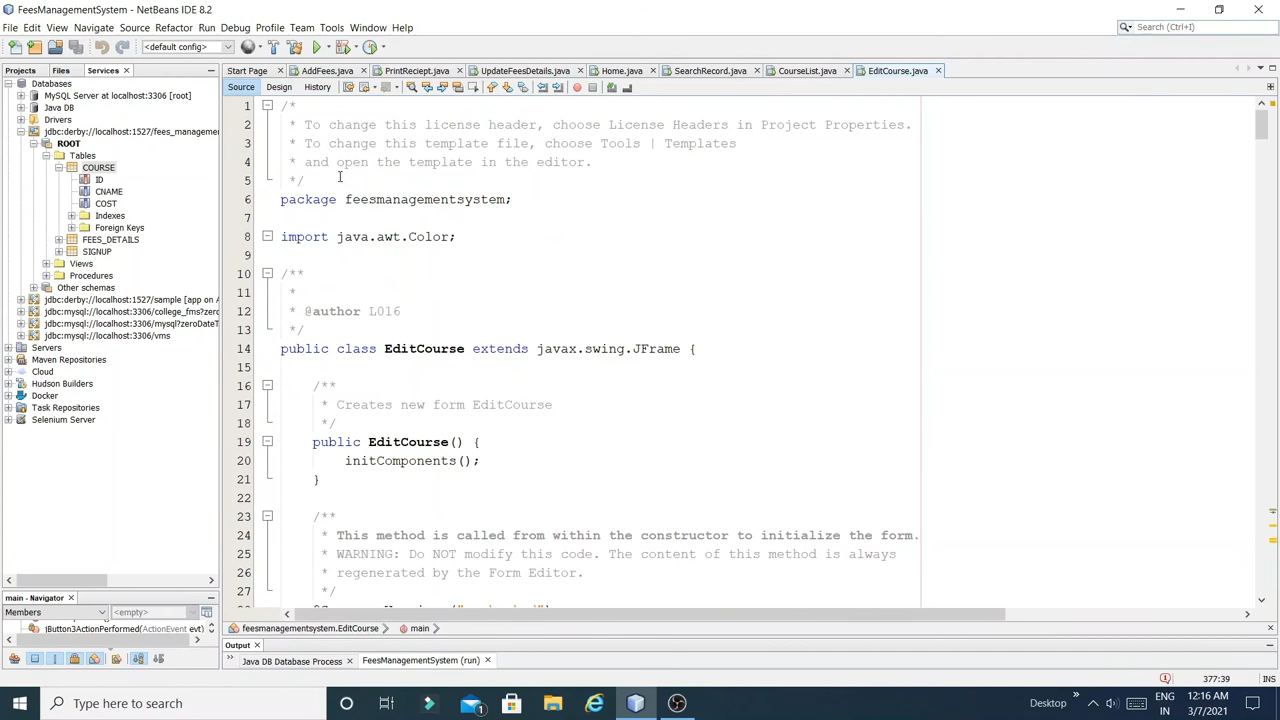 FeesManagementSystem - NetBeans IDE 8.2
File Edit View Navigate Source Refactor Run Debug Profile Team Tools Window Help
Search (Ctrl+I)
<default config>
Projects Files Services
Start Page AddFees.java PrintReciept.java UpdateFeesDetails.java Home.java SearchRecord.java CourseList.java EditCourse.java
Source Design History
Databases
MySQL Server at localhost:3306 [root]
Java DB
Drivers
jdbc:derby://localhost:1527/fees_management
ROOT
Tables
COURSE
ID
CNAME
COST
Indexes
Foreign Keys
FEES_DETAILS
SIGNUP
Views
Procedures
Other schemas
jdbc:derby://localhost:1527/sample [app on A
jdbc:mysql://localhost:3306/college_fms?zero
jdbc:mysql://localhost:3306/mysql?zeroDateT
jdbc:mysql://localhost:3306/vms
Servers
Maven Repositories
Cloud
Hudson Builders
Docker
Task Repositories
Selenium Server
1 /*
2 * To change this license header, choose License Headers in Project Properties.
3 * To change this template file, choose Tools | Templates
4 * and open the template in the editor.
5 */
6 package feesmanagementsystem;
7
8 import java.awt.Color;
9
10 /**
11 *
12 * @author L016
13 */
14 public class EditCourse extends javax.swing.JFrame {
15
16 /**
17 * Creates new form EditCourse
18 */
19 public EditCourse() {
20 initComponents();
21 }
22
23 /**
24 * This method is called from within the constructor to initialize the form.
25 * WARNING: Do NOT modify this code. The content of this method is always
26 * regenerated by the Form Editor.
27 */
main - Navigator
Members <empty>
jButton3ActionPerformed(ActionEvent evt)
feesmanagementsystem.EditCourse main
Output
Java DB Database Process FeesManagementSystem (run)
377:39 INS
Type here to search
1
Desktop
ENG
IN
12:16 AM
3/7/2021